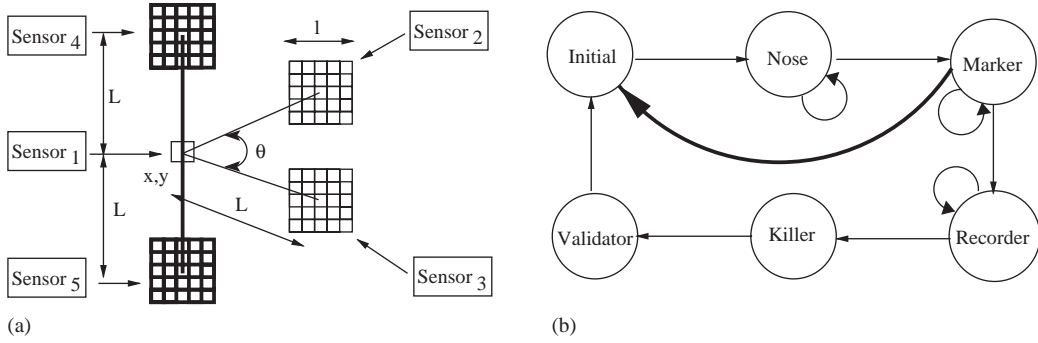 Sensor 4
l
Sensor 2
L
θ
Sensor 1
x,y
L
L
Sensor 5
Sensor 3
(a)
Initial
Nose
Marker
Validator
Killer
Recorder
(b)